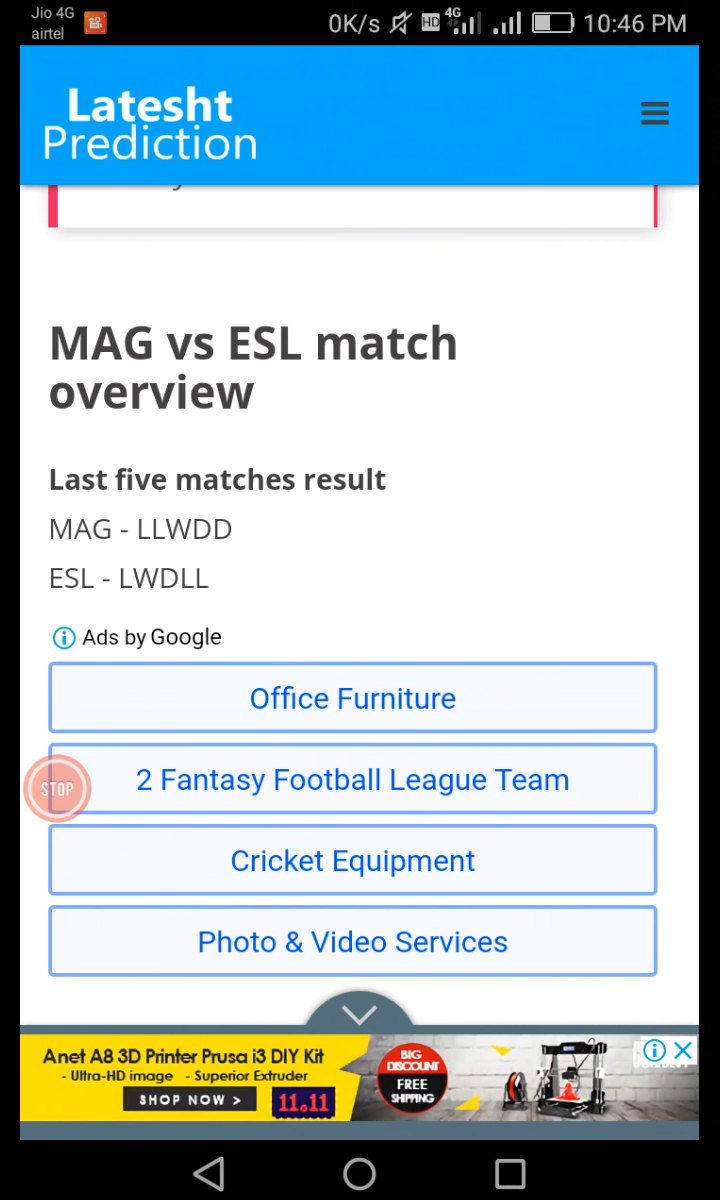 Jio 4G
airtel
0K/s HD 4G 10:46 PM
Latesht
Prediction
MAG vs ESL match
overview
Last five matches result
MAG - LLWDD
ESL - LWDLL
Ads by Google
Office Furniture
2 Fantasy Football League Team
STOP
Cricket Equipment
Photo & Video Services
Anet A8 3D Printer Prusa i3 DIY Kit
- Ultra-HD image - Superior Extruder
SHOP NOW >
11.11
BIG
DISCOUNT
FREE
SHIPPING